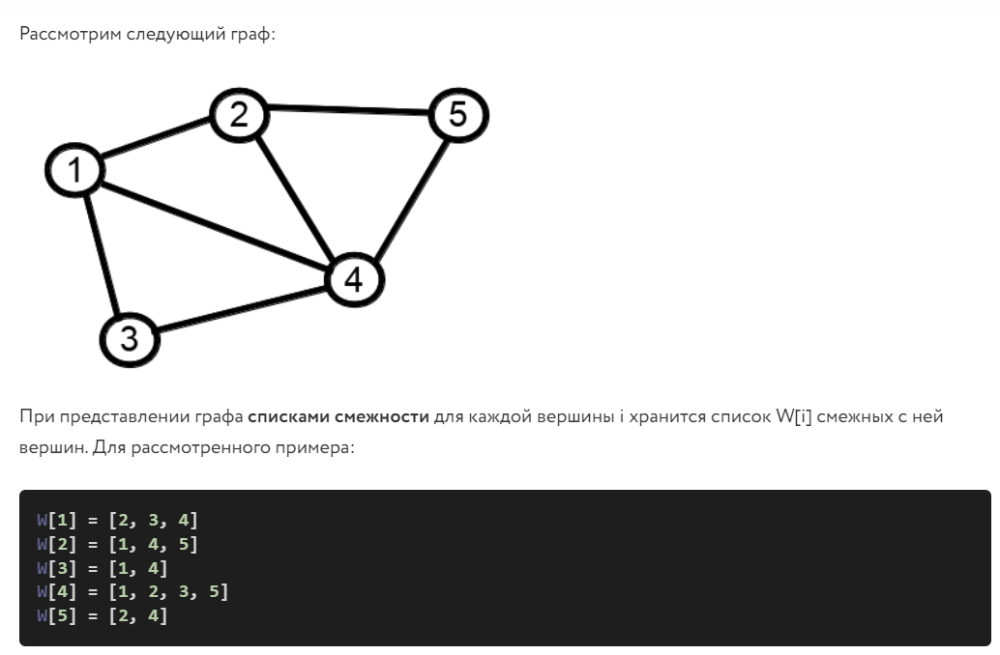 Рассмотрим следующий граф:
2
5
1
4
3
При представлении графа списками смежности для каждой вершины i хранится список W[i] смежных с ней
вершин. Для рассмотренного примера:
W[1] = [2, 3, 4]
W[2] = [1, 4, 5]
W[3] = [1, 4]
W[4] = [1, 2, 3, 5]
W[5] = [2, 4]